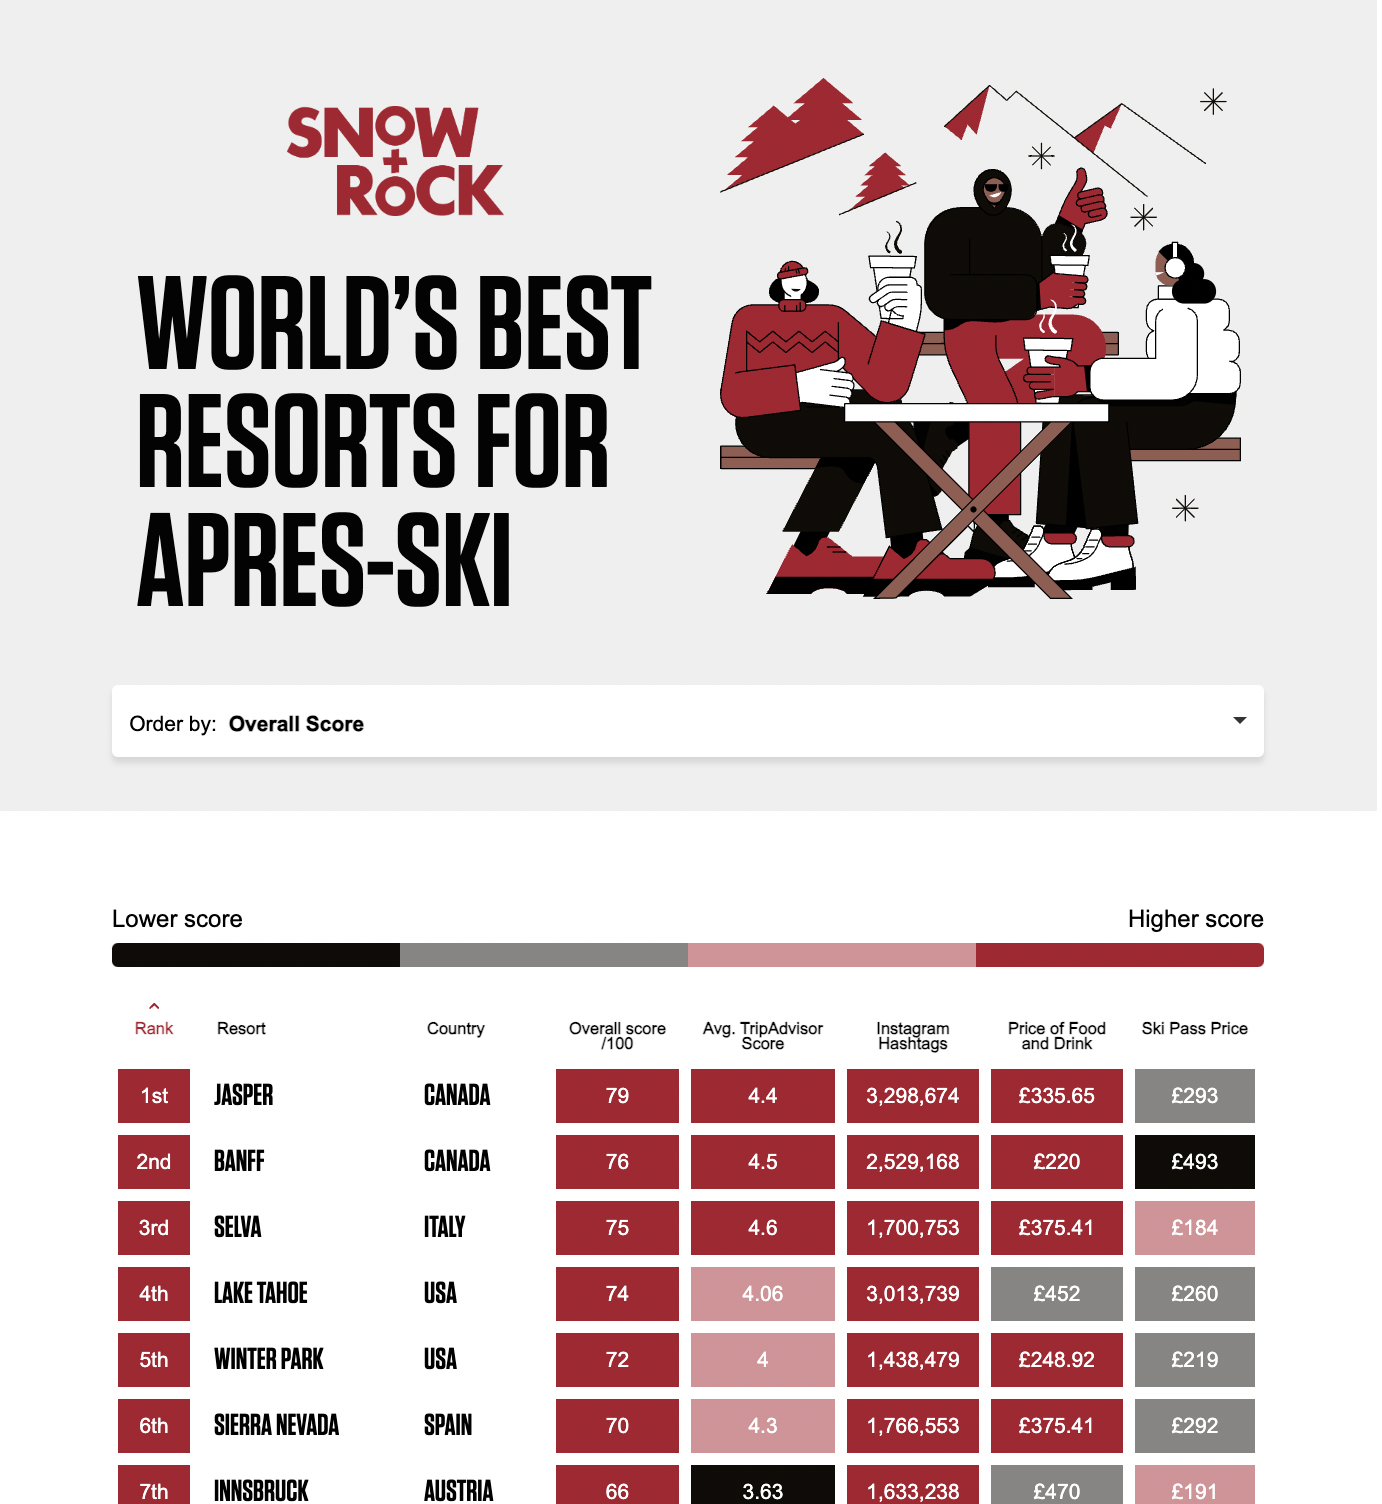 SNOW
+
ROCK
WORLD'S BEST
RESORTS FOR
APRES-SKI
Order by: Overall Score
Lower score Higher score
Rank Resort Country Overall score /100 Avg. TripAdvisor Score Instagram Hashtags Price of Food and Drink Ski Pass Price
1st JASPER CANADA 79 4.4 3,298,674 £335.65 £293
2nd BANFF CANADA 76 4.5 2,529,168 £220 £493
3rd SELVA ITALY 75 4.6 1,700,753 £375.41 £184
4th LAKE TAHOE USA 74 4.06 3,013,739 £452 £260
5th WINTER PARK USA 72 4 1,438,479 £248.92 £219
6th SIERRA NEVADA SPAIN 70 4.3 1,766,553 £375.41 £292
7th INNSBRUCK AUSTRIA 66 3.63 1,633,238 £470 £191